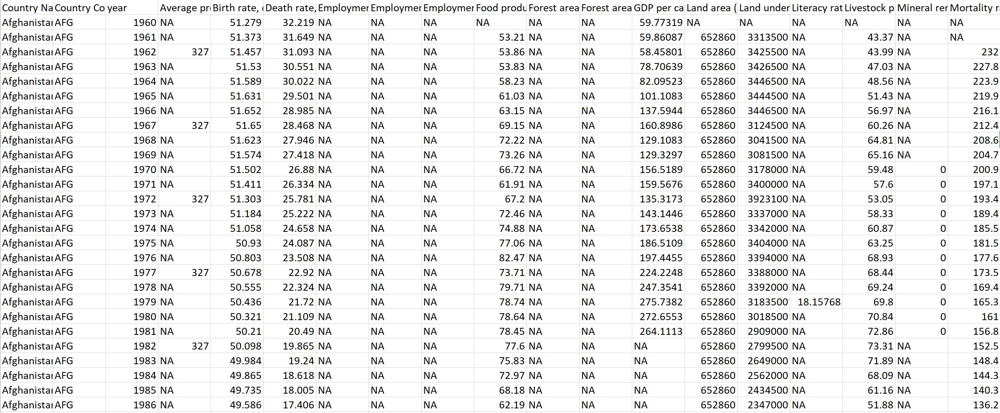 Country Na Country Co year Average pr Birth rate, Death rate, Employmer Employmer Employmer Food produ Forest area Forest area GDP per ca Land area ( Land under Literacy rat Livestock p Mineral rer Mortality r
Afghanistar AFG 1960 NA 51.279 32.219 NA NA NA NA NA NA 59.77319 NA NA NA NA NA NA
Afghanistar AFG 1961 NA 51.373 31.649 NA NA NA 53.21 NA NA 59.86087 652860 3313500 NA 43.37 NA NA
Afghanistar AFG 1962 327 51.457 31.093 NA NA NA 53.86 NA NA 58.45801 652860 3425500 NA 43.99 NA 232
Afghanistar AFG 1963 NA 51.53 30.551 NA NA NA 53.83 NA NA 78.70639 652860 3426500 NA 47.03 NA 227.8
Afghanistar AFG 1964 NA 51.589 30.022 NA NA NA 58.23 NA NA 82.09523 652860 3446500 NA 48.56 NA 223.9
Afghanistar AFG 1965 NA 51.631 29.501 NA NA NA 61.03 NA NA 101.1083 652860 3444500 NA 51.43 NA 219.9
Afghanistar AFG 1966 NA 51.652 28.985 NA NA NA 63.15 NA NA 137.5944 652860 3446500 NA 56.97 NA 216.1
Afghanistar AFG 1967 327 51.65 28.468 NA NA NA 69.15 NA NA 160.8986 652860 3124500 NA 60.26 NA 212.4
Afghanistar AFG 1968 NA 51.623 27.946 NA NA NA 72.22 NA NA 129.1083 652860 3041500 NA 64.81 NA 208.6
Afghanistar AFG 1969 NA 51.574 27.418 NA NA NA 73.26 NA NA 129.3297 652860 3081500 NA 65.16 NA 204.7
Afghanistar AFG 1970 NA 51.502 26.88 NA NA NA 66.72 NA NA 156.5189 652860 3178000 NA 59.48 0 200.9
Afghanistar AFG 1971 NA 51.411 26.334 NA NA NA 61.91 NA NA 159.5676 652860 3400000 NA 57.6 0 197.1
Afghanistar AFG 1972 327 51.303 25.781 NA NA NA 67.2 NA NA 135.3173 652860 3923100 NA 53.05 0 193.4
Afghanistar AFG 1973 NA 51.184 25.222 NA NA NA 72.46 NA NA 143.1446 652860 3337000 NA 58.33 0 189.4
Afghanistar AFG 1974 NA 51.058 24.658 NA NA NA 74.88 NA NA 173.6538 652860 3342000 NA 60.87 0 185.5
Afghanistar AFG 1975 NA 50.93 24.087 NA NA NA 77.06 NA NA 186.5109 652860 3404000 NA 63.25 0 181.5
Afghanistar AFG 1976 NA 50.803 23.508 NA NA NA 82.47 NA NA 197.4455 652860 3394000 NA 68.93 0 177.6
Afghanistar AFG 1977 327 50.678 22.92 NA NA NA 73.71 NA NA 224.2248 652860 3388000 NA 68.44 0 173.5
Afghanistar AFG 1978 NA 50.555 22.324 NA NA NA 79.71 NA NA 247.3541 652860 3392000 NA 69.24 0 169.4
Afghanistar AFG 1979 NA 50.436 21.72 NA NA NA 78.74 NA NA 275.7382 652860 3183500 18.15768 69.8 0 165.3
Afghanistar AFG 1980 NA 50.321 21.109 NA NA NA 78.64 NA NA 272.6553 652860 3018500 NA 70.84 0 161
Afghanistar AFG 1981 NA 50.21 20.49 NA NA NA 78.45 NA NA 264.1113 652860 2909000 NA 72.86 0 156.8
Afghanistar AFG 1982 327 50.098 19.865 NA NA NA 77.6 NA NA NA 652860 2799500 NA 73.31 NA 152.5
Afghanistar AFG 1983 NA 49.984 19.24 NA NA NA 75.83 NA NA NA 652860 2649000 NA 71.89 NA 148.4
Afghanistar AFG 1984 NA 49.865 18.618 NA NA NA 72.97 NA NA NA 652860 2562000 NA 68.09 NA 144.3
Afghanistar AFG 1985 NA 49.735 18.005 NA NA NA 68.18 NA NA NA 652860 2434500 NA 61.16 NA 140.3
Afghanistar AFG 1986 NA 49.586 17.406 NA NA NA 62.19 NA NA NA 652860 2347000 NA 51.88 NA 136.2